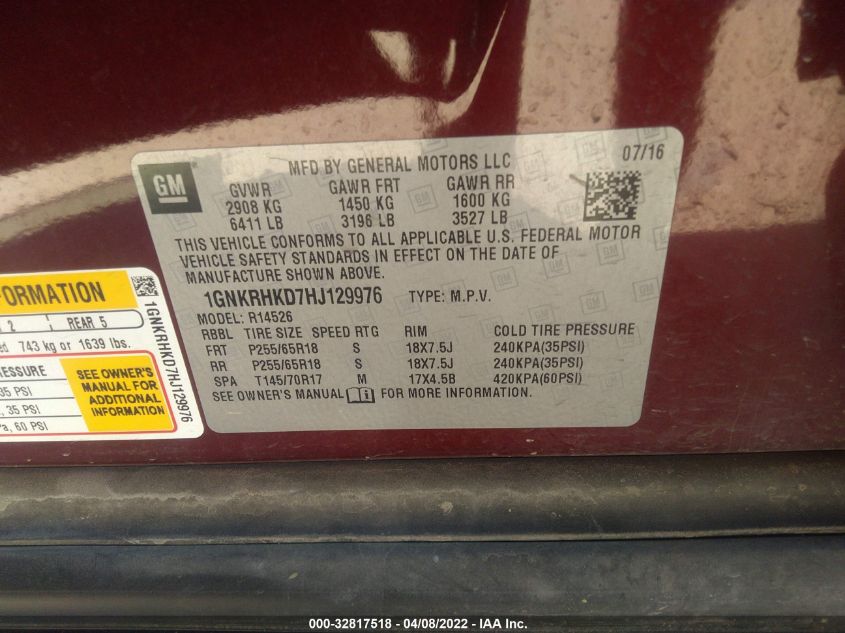 GM
MFD BY GENERAL MOTORS LLC
07/16
GVWR GAWR FRT GAWR RR
2908 KG 1450 KG 1600 KG
6411 LB 3196 LB 3527 LB
THIS VEHICLE CONFORMS TO ALL APPLICABLE U.S. FEDERAL MOTOR
VEHICLE SAFETY STANDARDS IN EFFECT ON THE DATE OF
MANUFACTURE SHOWN ABOVE.
1GNKRHKD7HJ129976 TYPE: M.P.V.
MODEL: R14526
RBBL TIRE SIZE SPEED RTG RIM COLD TIRE PRESSURE
FRT P255/65R18 S 18X7.5J 240KPA(35PSI)
RR P255/65R18 S 18X7.5J 240KPA(35PSI)
SPA T145/70R17 M 17X4.5B 420KPA(60PSI)
SEE OWNER'S MANUAL
FORMATION
2 REAR 5
743 kg or 1639 lbs.
SEE OWNER'S
MANUAL FOR
ADDITIONAL
INFORMATION
35 PSI
35 PSI
60 PSI
1GNKRHKD7HJ129976
000-32817518 - 04/08/2022 - IAA Inc.